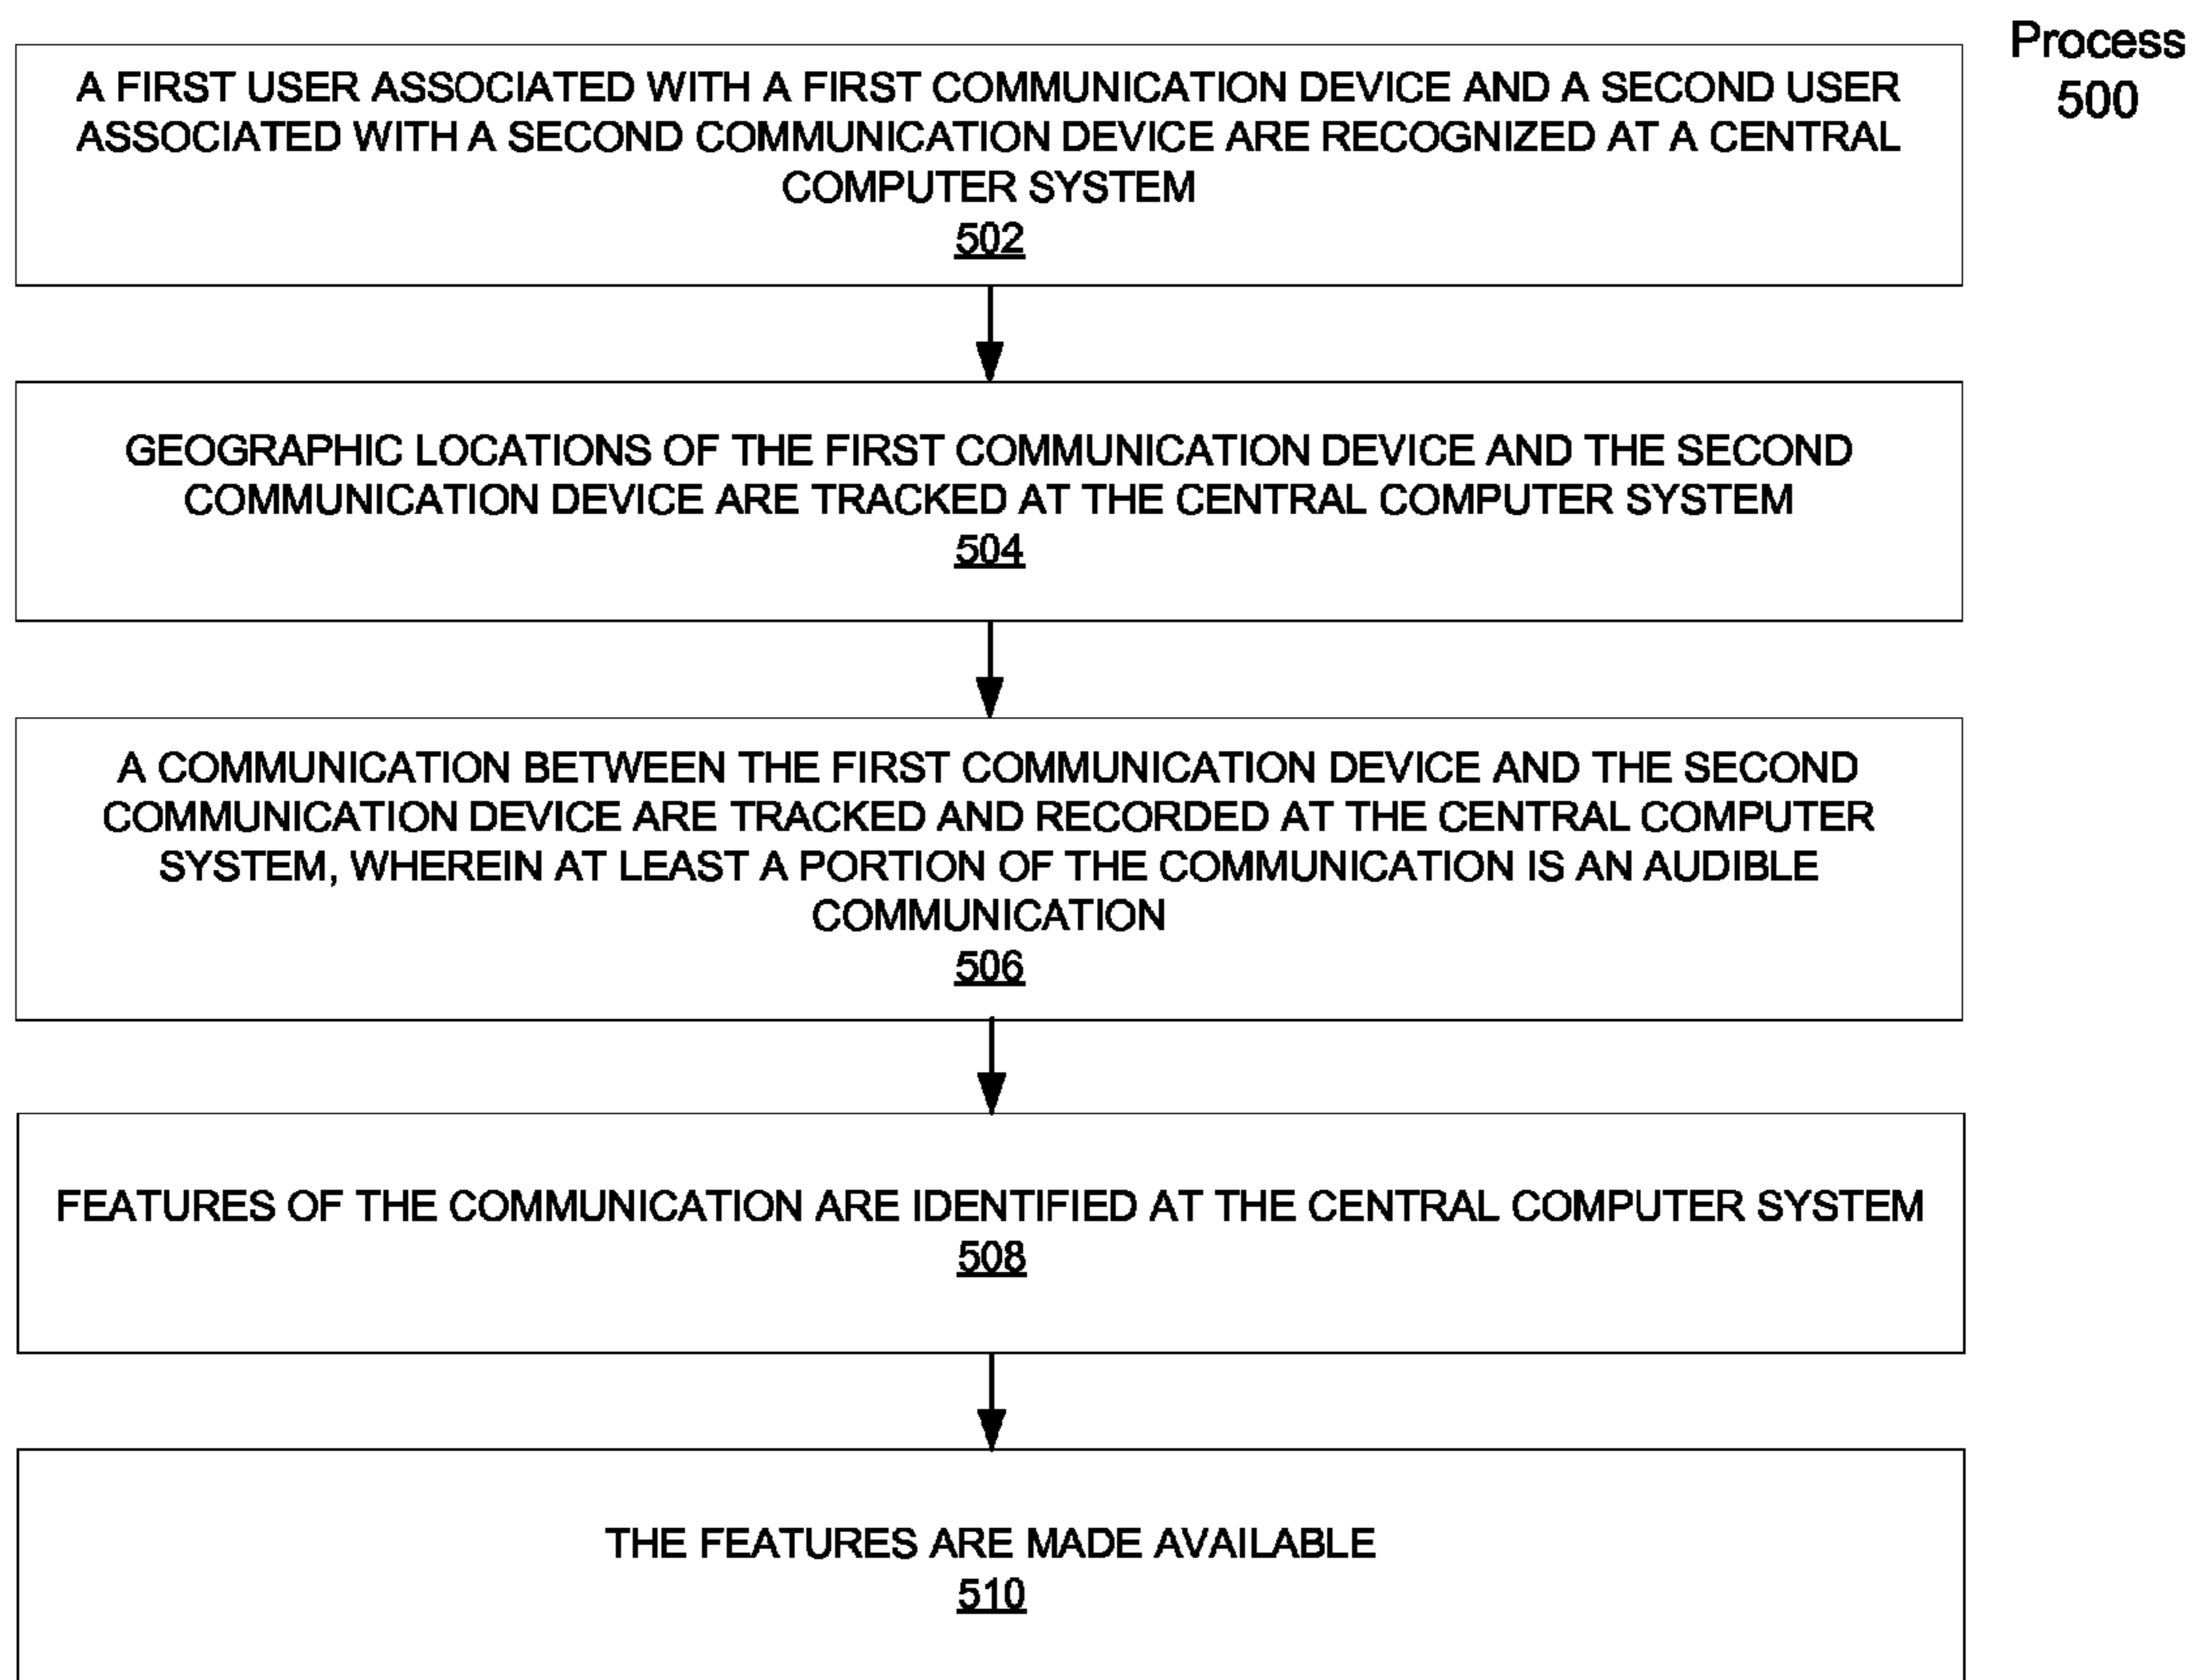 Process
500
A FIRST USER ASSOCIATED WITH A FIRST COMMUNICATION DEVICE AND A SECOND USER
ASSOCIATED WITH A SECOND COMMUNICATION DEVICE ARE RECOGNIZED AT A CENTRAL
COMPUTER SYSTEM
502
GEOGRAPHIC LOCATIONS OF THE FIRST COMMUNICATION DEVICE AND THE SECOND
COMMUNICATION DEVICE ARE TRACKED AT THE CENTRAL COMPUTER SYSTEM
504
A COMMUNICATION BETWEEN THE FIRST COMMUNICATION DEVICE AND THE SECOND
COMMUNICATION DEVICE ARE TRACKED AND RECORDED AT THE CENTRAL COMPUTER
SYSTEM, WHEREIN AT LEAST A PORTION OF THE COMMUNICATION IS AN AUDIBLE
COMMUNICATION
506
FEATURES OF THE COMMUNICATION ARE IDENTIFIED AT THE CENTRAL COMPUTER SYSTEM
508
THE FEATURES ARE MADE AVAILABLE
510